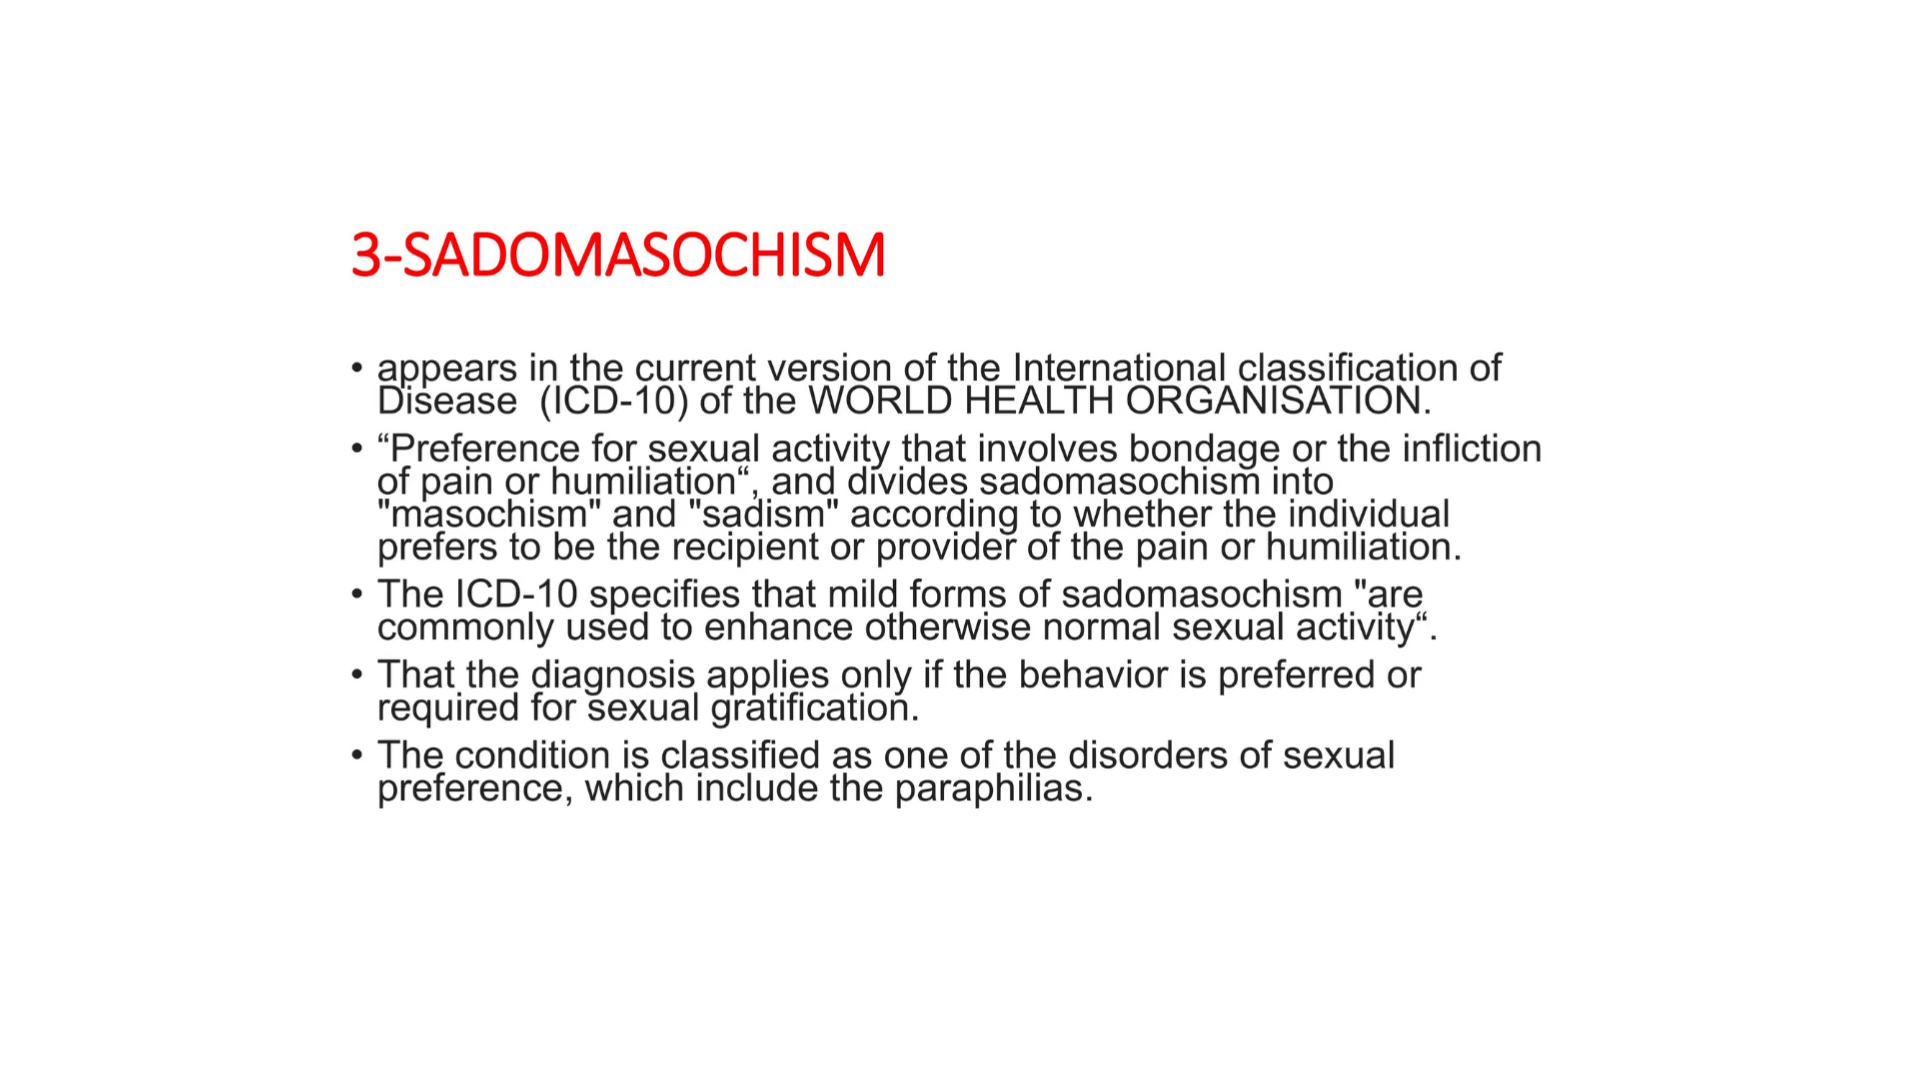 3-SADOMASOCHISM
• appears in the current version of the International classification of
Disease  (ICD-10) of the WORLD HEALTH ORGANISATION.
• “Preference for sexual activity that involves bondage or the infliction
of pain or humiliation“, and divides sadomasochism into
"masochism" and "sadism" according to whether the individual
prefers to be the recipient or provider of the pain or humiliation.
• The ICD-10 specifies that mild forms of sadomasochism "are
commonly used to enhance otherwise normal sexual activity“.
• That the diagnosis applies only if the behavior is preferred or
required for sexual gratification.
• The condition is classified as one of the disorders of sexual
preference, which include the paraphilias.